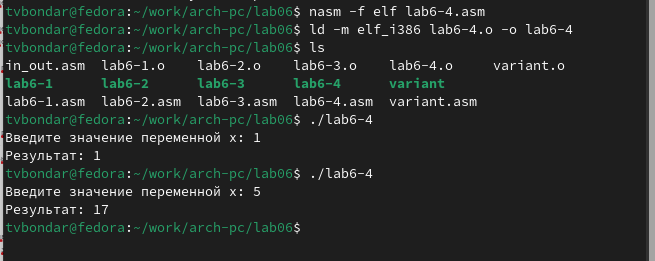 tvbondar@fedora:~/work/arch-pc/lab06$ nasm -f elf lab6-4.asm
tvbondar@fedora:~/work/arch-pc/lab06$ ld -m elf_i386 lab6-4.o -o lab6-4
tvbondar@fedora:~/work/arch-pc/lab06$ ls
in_out.asm  lab6-1.o    lab6-2.o    lab6-3.o    lab6-4.o    variant.o
lab6-1      lab6-2      lab6-3      lab6-4      variant
lab6-1.asm  lab6-2.asm  lab6-3.asm  lab6-4.asm  variant.asm
tvbondar@fedora:~/work/arch-pc/lab06$ ./lab6-4
Введите значение переменной x: 1
Результат: 1
tvbondar@fedora:~/work/arch-pc/lab06$ ./lab6-4
Введите значение переменной x: 5
Результат: 17
tvbondar@fedora:~/work/arch-pc/lab06$